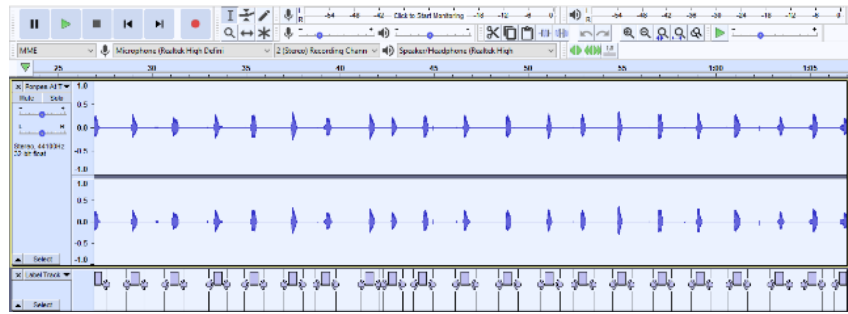 -54 -48 -42 Click to Start Monitoring -18 -12 -6 0
-54 -48 -42 -36 -30 -24 -18 -12 -6 0
MME
Microphone (Realtek High Defini
2 (Stereo) Recording Chann
Speaker/Headphone (Realtek High
25 30 35 40 45 50 55 1:00 1:05
Mute Solo
L R
Stereo, 44100Hz
32-bit float
Select
1.0
0.5
0.0
-0.5
-1.0
1.0
0.5
0.0
-0.5
-1.0
Label Track
Select